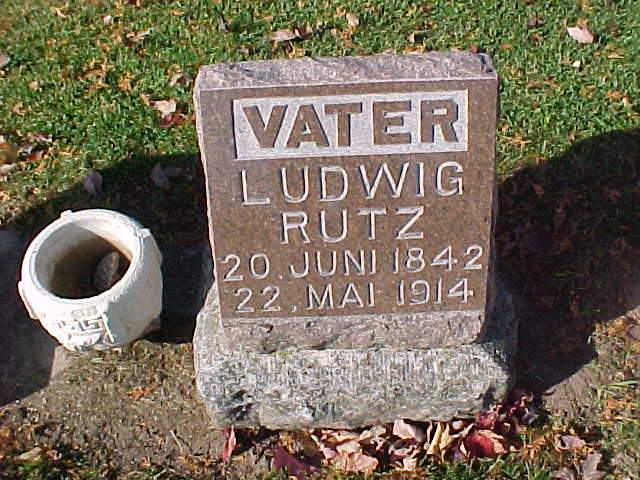 VATER
LUDWIG
RUTZ
20. JUNI 1842
22. MAI 1914